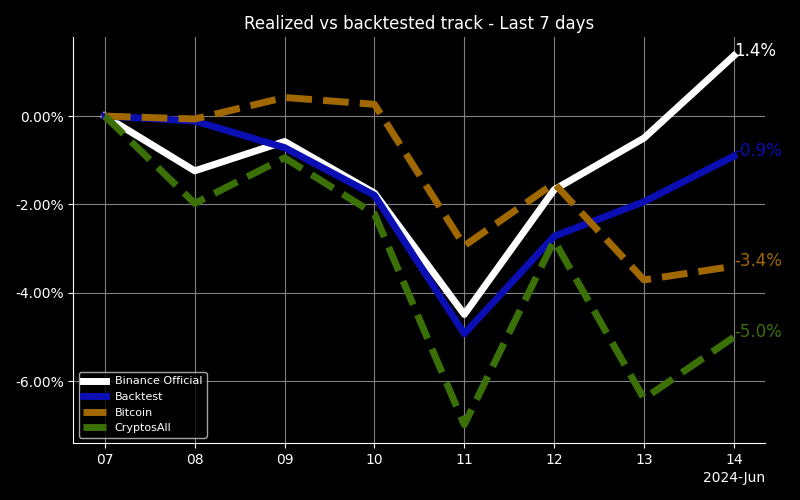 Realized vs backtested track - Last 7 days
1.4%
0.00%
-0.9%
-2.00%
-3.4%
-4.00%
-5.0%
-6.00%
Binance Official
Backtest
Bitcoin
CryptosAll
07 08 09 10 11 12 13 14
2024-Jun